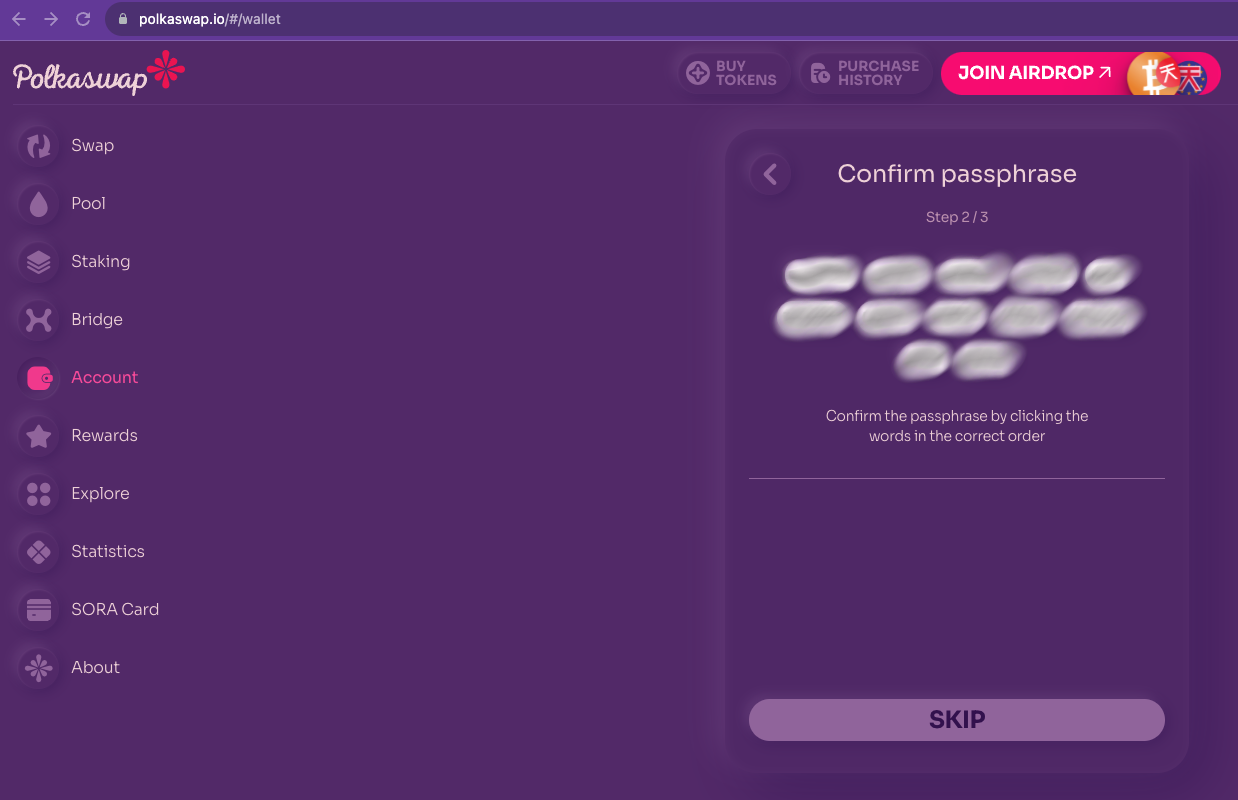 polkaswap.io/#/wallet
Polkaswap
BUY
TOKENS
PURCHASE
HISTORY
JOIN AIRDROP
Swap
Pool
Staking
Bridge
Account
Rewards
Explore
Statistics
SORA Card
About
Confirm passphrase
Step 2 / 3
Confirm the passphrase by clicking the
words in the correct order
SKIP